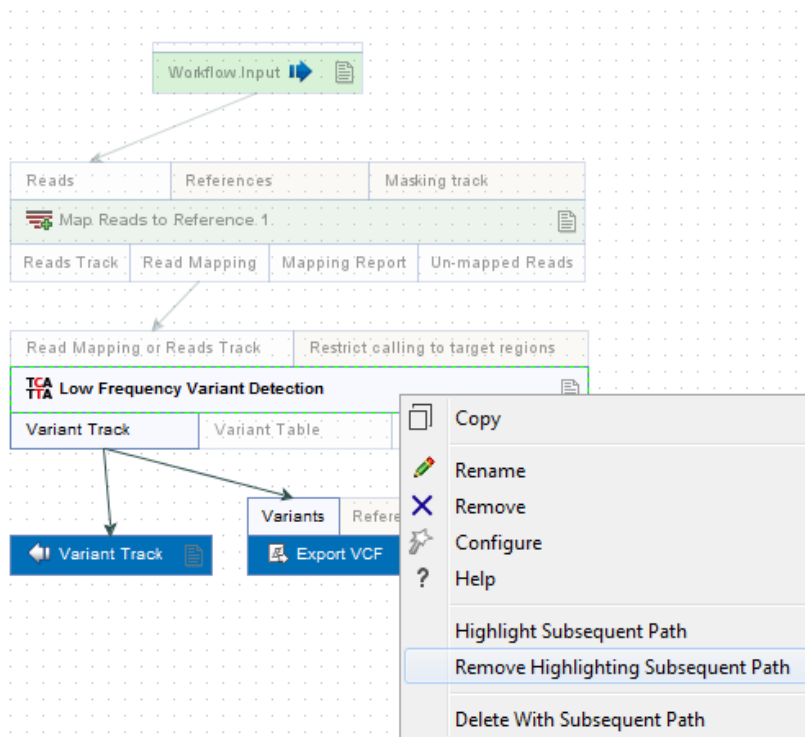 Workflow Input
Reads References Masking track
Map Reads to Reference 1
Reads Track Read Mapping Mapping Report Un-mapped Reads
Read Mapping or Reads Track Restrict calling to target regions
TCA
TTA
Low Frequency Variant Detection
Variant Track Variant Table
Variants
Variant Track Export VCF
Copy
Rename
Remove
Configure
? Help
Highlight Subsequent Path
Remove Highlighting Subsequent Path
Delete With Subsequent Path